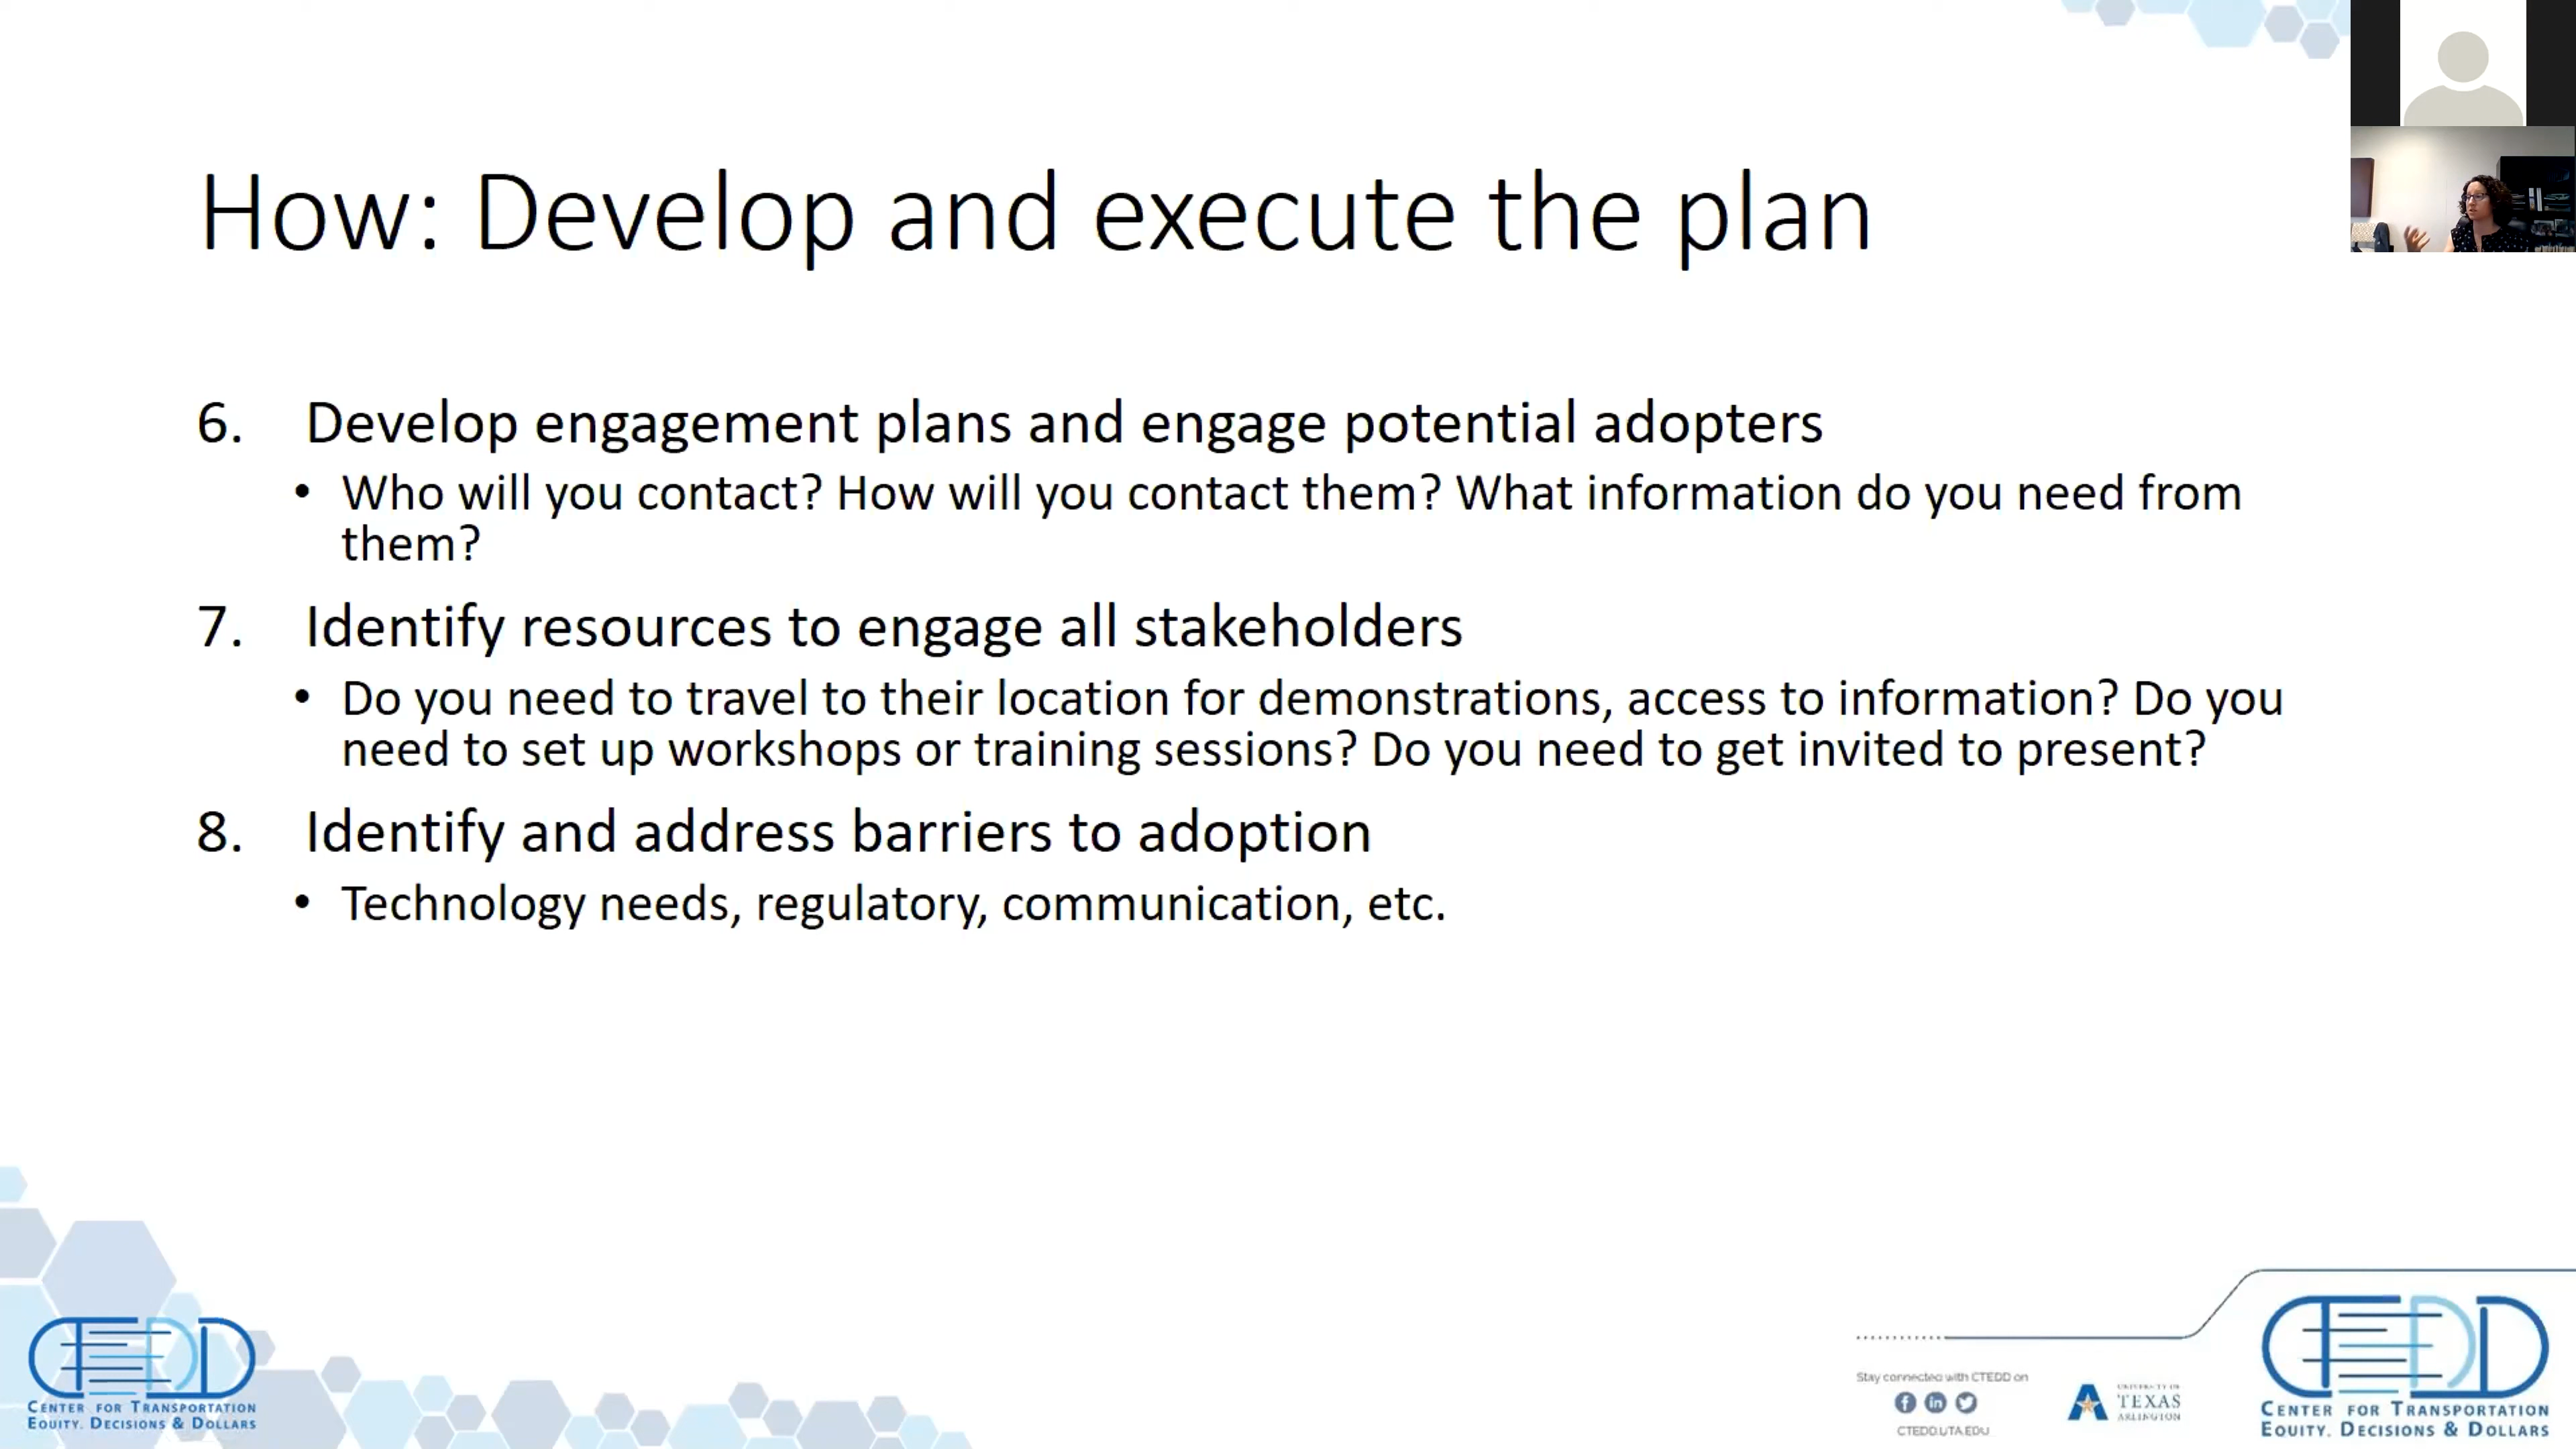 How: Develop and execute the plan
6. Develop engagement plans and engage potential adopters
• Who will you contact? How will you contact them? What information do you need from
them?
7. Identify resources to engage all stakeholders
• Do you need to travel to their location for demonstrations, access to information? Do you
need to set up workshops or training sessions? Do you need to get invited to present?
8. Identify and address barriers to adoption
• Technology needs, regulatory, communication, etc.
CTEDD
CENTER FOR TRANSPORTATION
EQUITY, DECISIONS & DOLLARS
Stay connected with CTEDD on
CTEDD.UTA.EDU
UNIVERSITY OF
TEXAS
ARLINGTON
CTEDD
CENTER FOR TRANSPORTATION
EQUITY, DECISIONS & DOLLARS